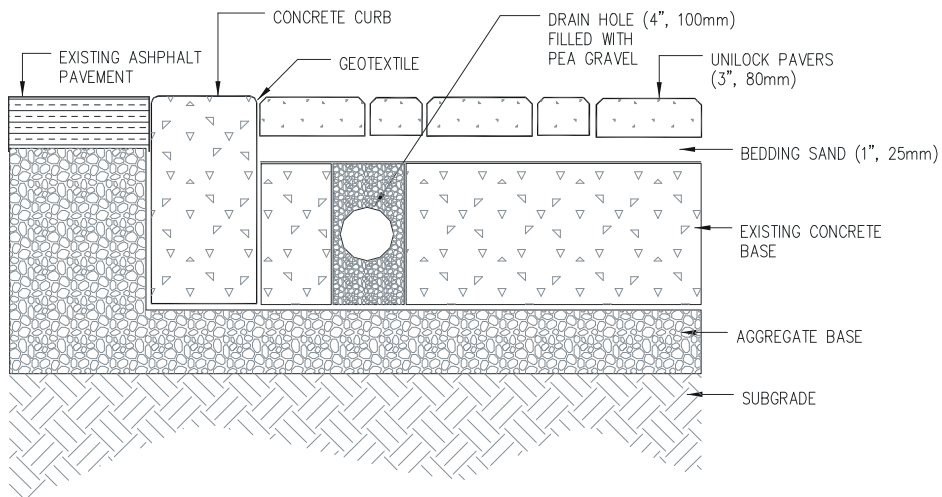 CONCRETE CURB
DRAIN HOLE (4", 100mm)
FILLED WITH
PEA GRAVEL
EXISTING ASHPHALT
PAVEMENT
GEOTEXTILE
UNILOCK PAVERS
(3", 80mm)
BEDDING SAND (1", 25mm)
EXISTING CONCRETE
BASE
AGGREGATE BASE
SUBGRADE